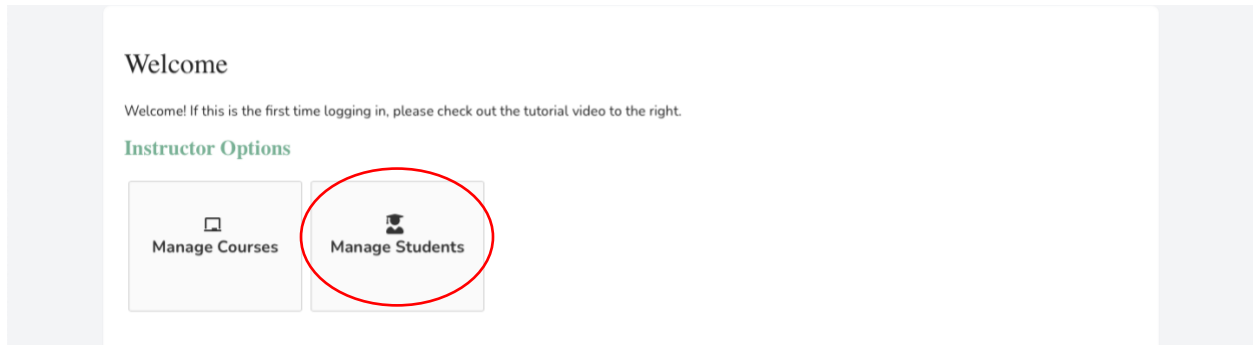 Welcome
Welcome! If this is the first time logging in, please check out the tutorial video to the right.
Instructor Options
Manage Courses
Manage Students